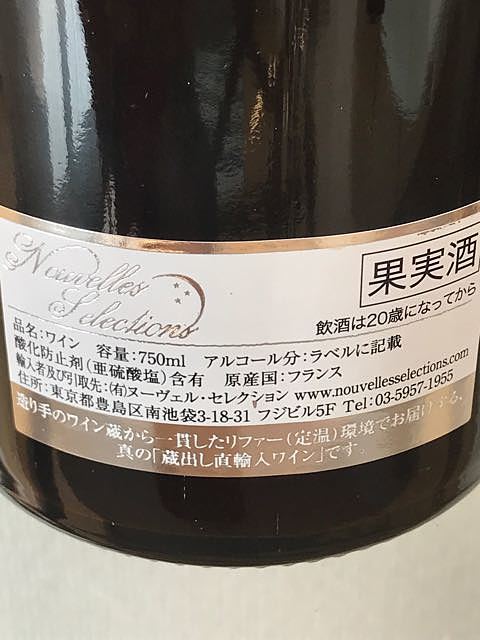 Nouvelles
Selections
果実酒
飲酒は20歳になってから
品名:ワイン 容量:750ml アルコール分:ラベルに記載
酸化防止剤(亜硫酸塩)含有 原産国:フランス
輸入者及び引取先:(有)ヌーヴェル・セレクション www.nouvellesselections.com
住所:東京都豊島区南池袋3-18-31 フジビル5F Tel:03-5957-1955
造り手のワイン蔵から一貫したリファー(定温)環境でお届けする、
真の「蔵出し直輸入ワイン」です。